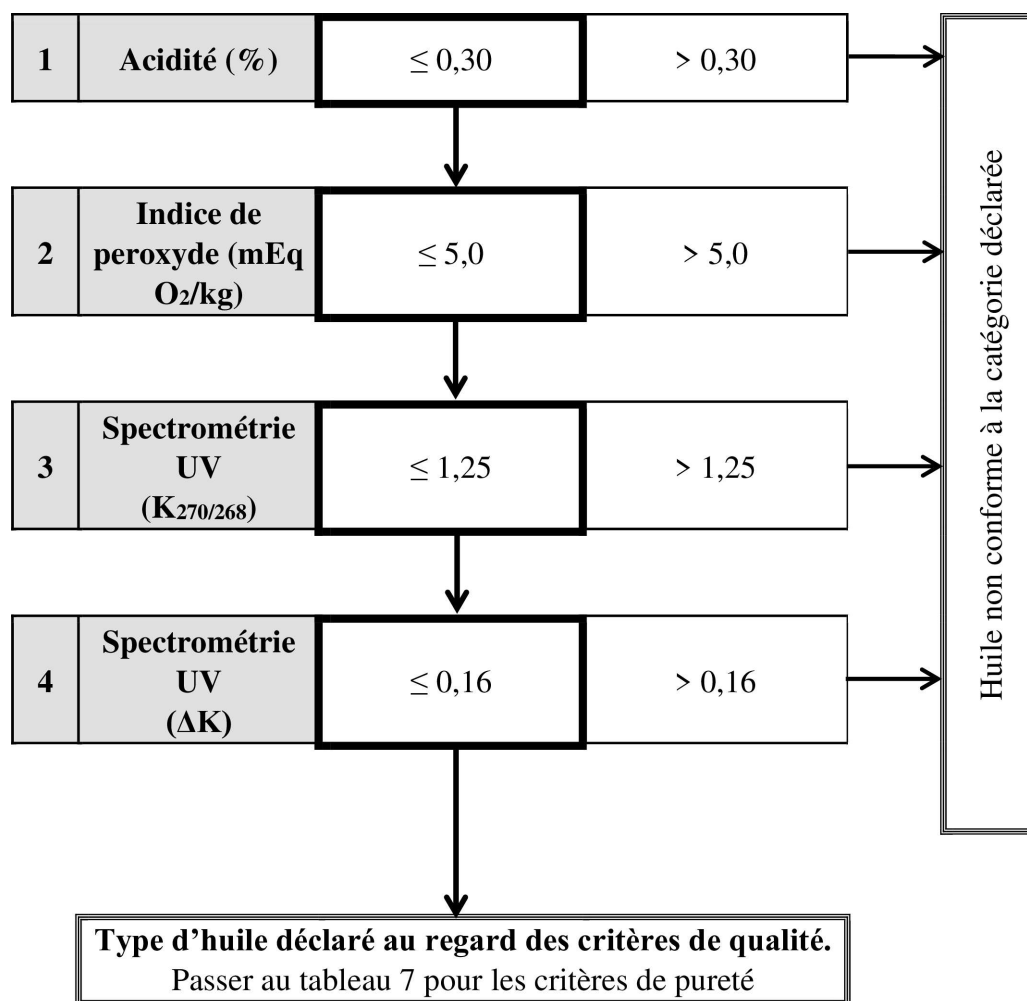 1 Acidité (%) ≤ 0,30 > 0,30
2 Indice de
peroxyde (mEq
O₂/kg) ≤ 5,0 > 5,0
3 Spectrométrie
UV
(K₂₇₀/₂₆₈) ≤ 1,25 > 1,25
4 Spectrométrie
UV
(ΔK) ≤ 0,16 > 0,16
Huile non conforme à la catégorie déclarée
Type d’huile déclaré au regard des critères de qualité.
Passer au tableau 7 pour les critères de pureté